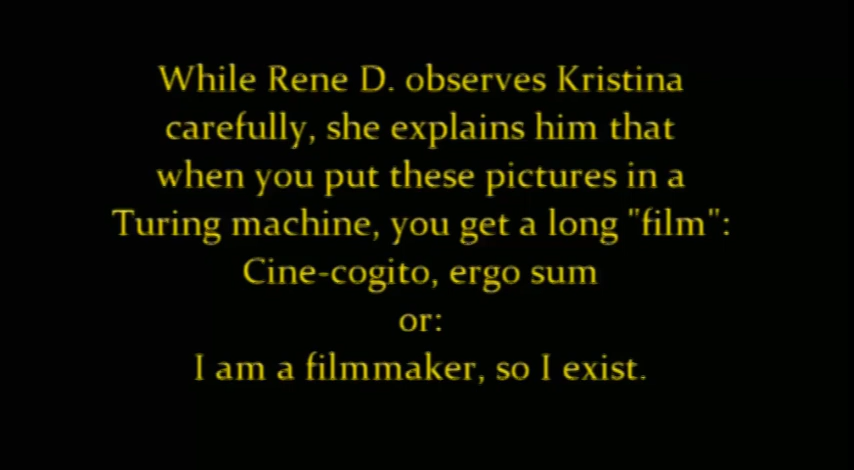 While Rene D. observes Kristina
carefully, she explains him that
when you put these pictures in a
Turing machine, you get a long "film":
Cine-cogito, ergo sum
or:
I am a filmmaker, so I exist.